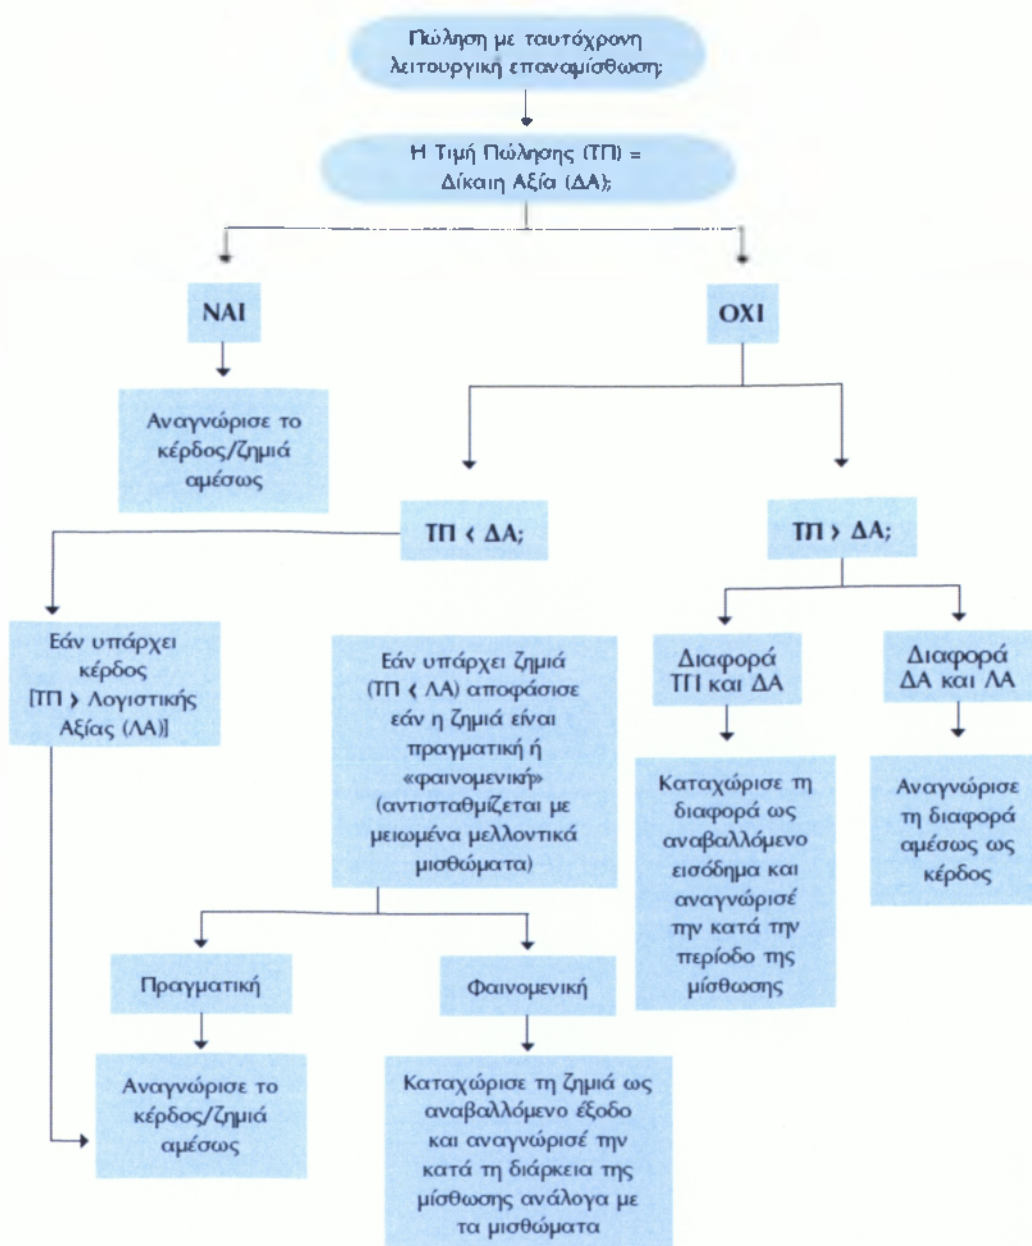 Πώληση με ταυτόχρονη
λειτουργική επαναμίσθωση;
Η Τιμή Πώλησης (ΤΠ) =
Δίκαιη Αξία (ΔΑ);
ΝΑΙ
ΟΧΙ
Αναγνώρισε το
κέρδος/ζημιά
αμέσως
ΤΠ < ΔΑ;
ΤΠ > ΔΑ;
Εάν υπάρχει
κέρδος
[ΤΠ > Λογιστικής
Αξίας (ΛΑ)]
Εάν υπάρχει ζημιά
(ΤΠ < ΛΑ) αποφάσισε
εάν η ζημιά είναι
πραγματική ή
«φαινομενική»
(αντισταθμίζεται με
μειωμένα μελλοντικά
μισθώματα)
Διαφορά
ΤΠ και ΔΑ
Διαφορά
ΔΑ και ΛΑ
Καταχώρισε τη
διαφορά ως
αναβαλλόμενο
εισόδημα και
αναγνώρισέ
την κατά την
περίοδο της
μίσθωσης
Αναγνώρισε
τη διαφορά
αμέσως ως
κέρδος
Πραγματική
Φαινομενική
Αναγνώρισε το
κέρδος/ζημιά
αμέσως
Καταχώρισε τη ζημιά ως
αναβαλλόμενο έξοδο
και αναγνώρισέ την
κατά τη διάρκεια της
μίσθωσης ανάλογα με
τα μισθώματα